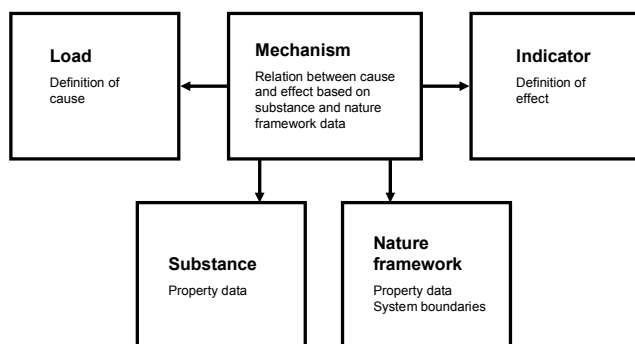 Load
Definition of
cause
Mechanism
Relation between cause
and effect based on
substance and nature
framework data
Indicator
Definition of
effect
Substance
Property data
Nature
framework
Property data
System boundaries